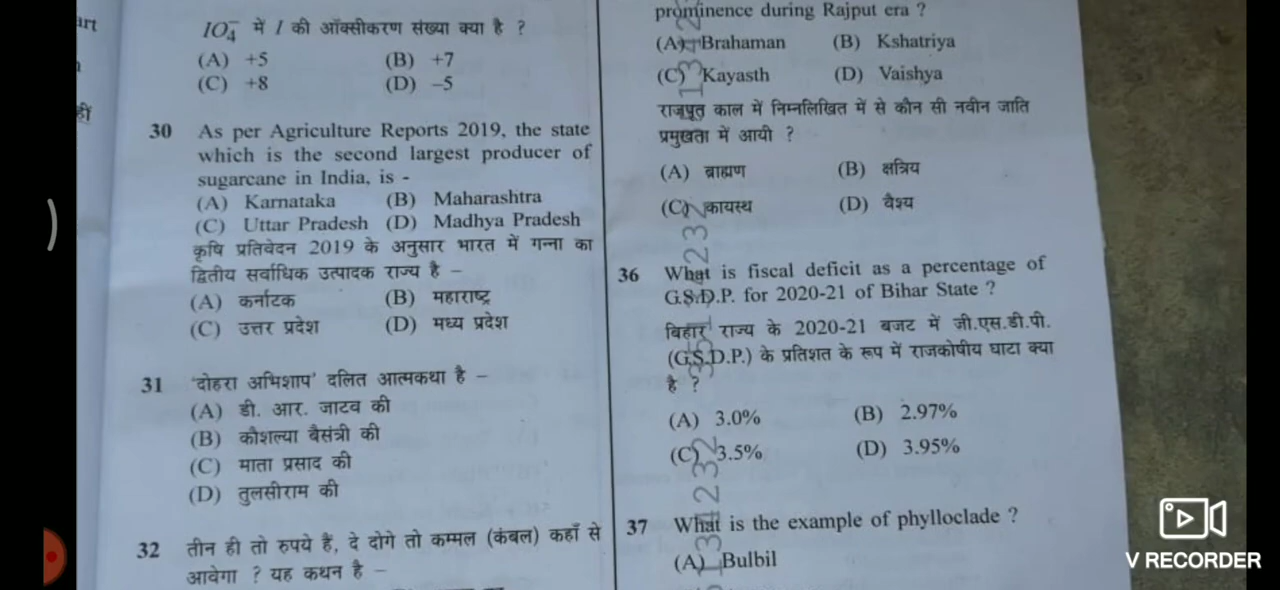 IO₄⁻ में I की ऑक्सीकरण संख्या क्या है ?
(A) +5 (B) +7
(C) +8 (D) –5
30 As per Agriculture Reports 2019, the state
which is the second largest producer of
sugarcane in India, is -
(A) Karnataka (B) Maharashtra
(C) Uttar Pradesh (D) Madhya Pradesh
कृषि प्रतिवेदन 2019 के अनुसार भारत में गन्ना का
द्वितीय सर्वाधिक उत्पादक राज्य है –
(A) कर्नाटक (B) महाराष्ट्र
(C) उत्तर प्रदेश (D) मध्य प्रदेश
31 'दोहरा अभिशाप' दलित आत्मकथा है –
(A) डी. आर. जाटव की
(B) कौशल्या बैसंत्री की
(C) माता प्रसाद की
(D) तुलसीराम की
32 तीन ही तो रुपये हैं, दे दोगे तो कम्मल (कंबल) कहाँ से
आवेगा ? यह कथन है –
prominence during Rajput era ?
(A) Brahaman (B) Kshatriya
(C) Kayasth (D) Vaishya
राजपूत काल में निम्नलिखित में से कौन सी नवीन जाति
प्रमुखता में आयी ?
(A) ब्राह्मण (B) क्षत्रिय
(C) कायस्थ (D) वैश्य
36 What is fiscal deficit as a percentage of
G.S.D.P. for 2020-21 of Bihar State ?
बिहार राज्य के 2020-21 बजट में जी.एस.डी.पी.
(G.S.D.P.) के प्रतिशत के रूप में राजकोषीय घाटा क्या
है ?
(A) 3.0% (B) 2.97%
(C) 3.5% (D) 3.95%
37 What is the example of phylloclade ?
(A) Bulbil
V RECORDER